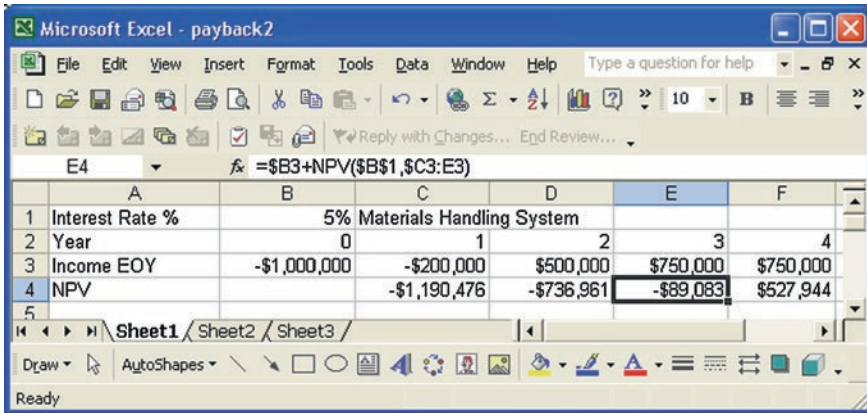 Microsoft Excel - payback2
File Edit View Insert Format Tools Data Window Help Type a question for help
10 B
Reply with Changes... End Review...
E4 fx =$B3+NPV($B$1,$C3:E3)
A B C D E F
1 Interest Rate % 5% Materials Handling System
2 Year 0 1 2 3 4
3 Income EOY -$1,000,000 -$200,000 $500,000 $750,000 $750,000
4 NPV -$1,190,476 -$736,961 -$89,083 $527,944
5
Sheet1 / Sheet2 / Sheet3 /
Draw AutoShapes
Ready